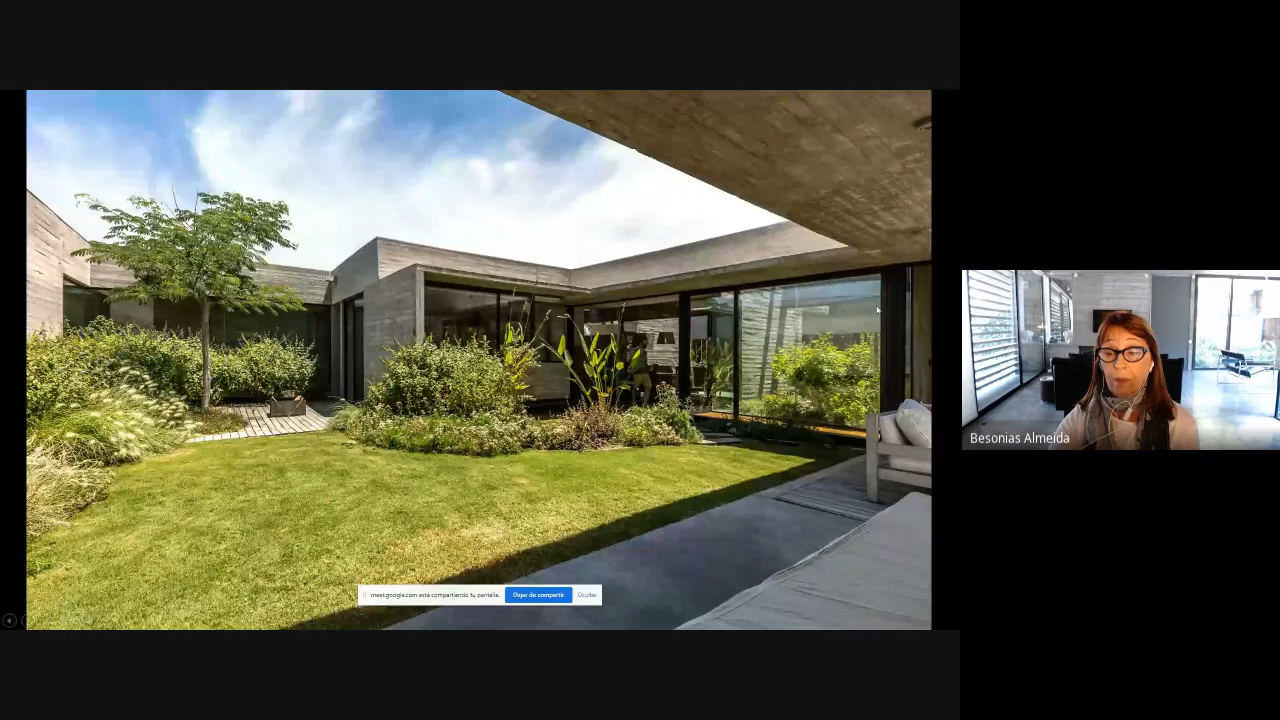 meet.google.com está compartiendo tu pantalla.
Dejar de compartir
Ocultar
Besonias Almeida